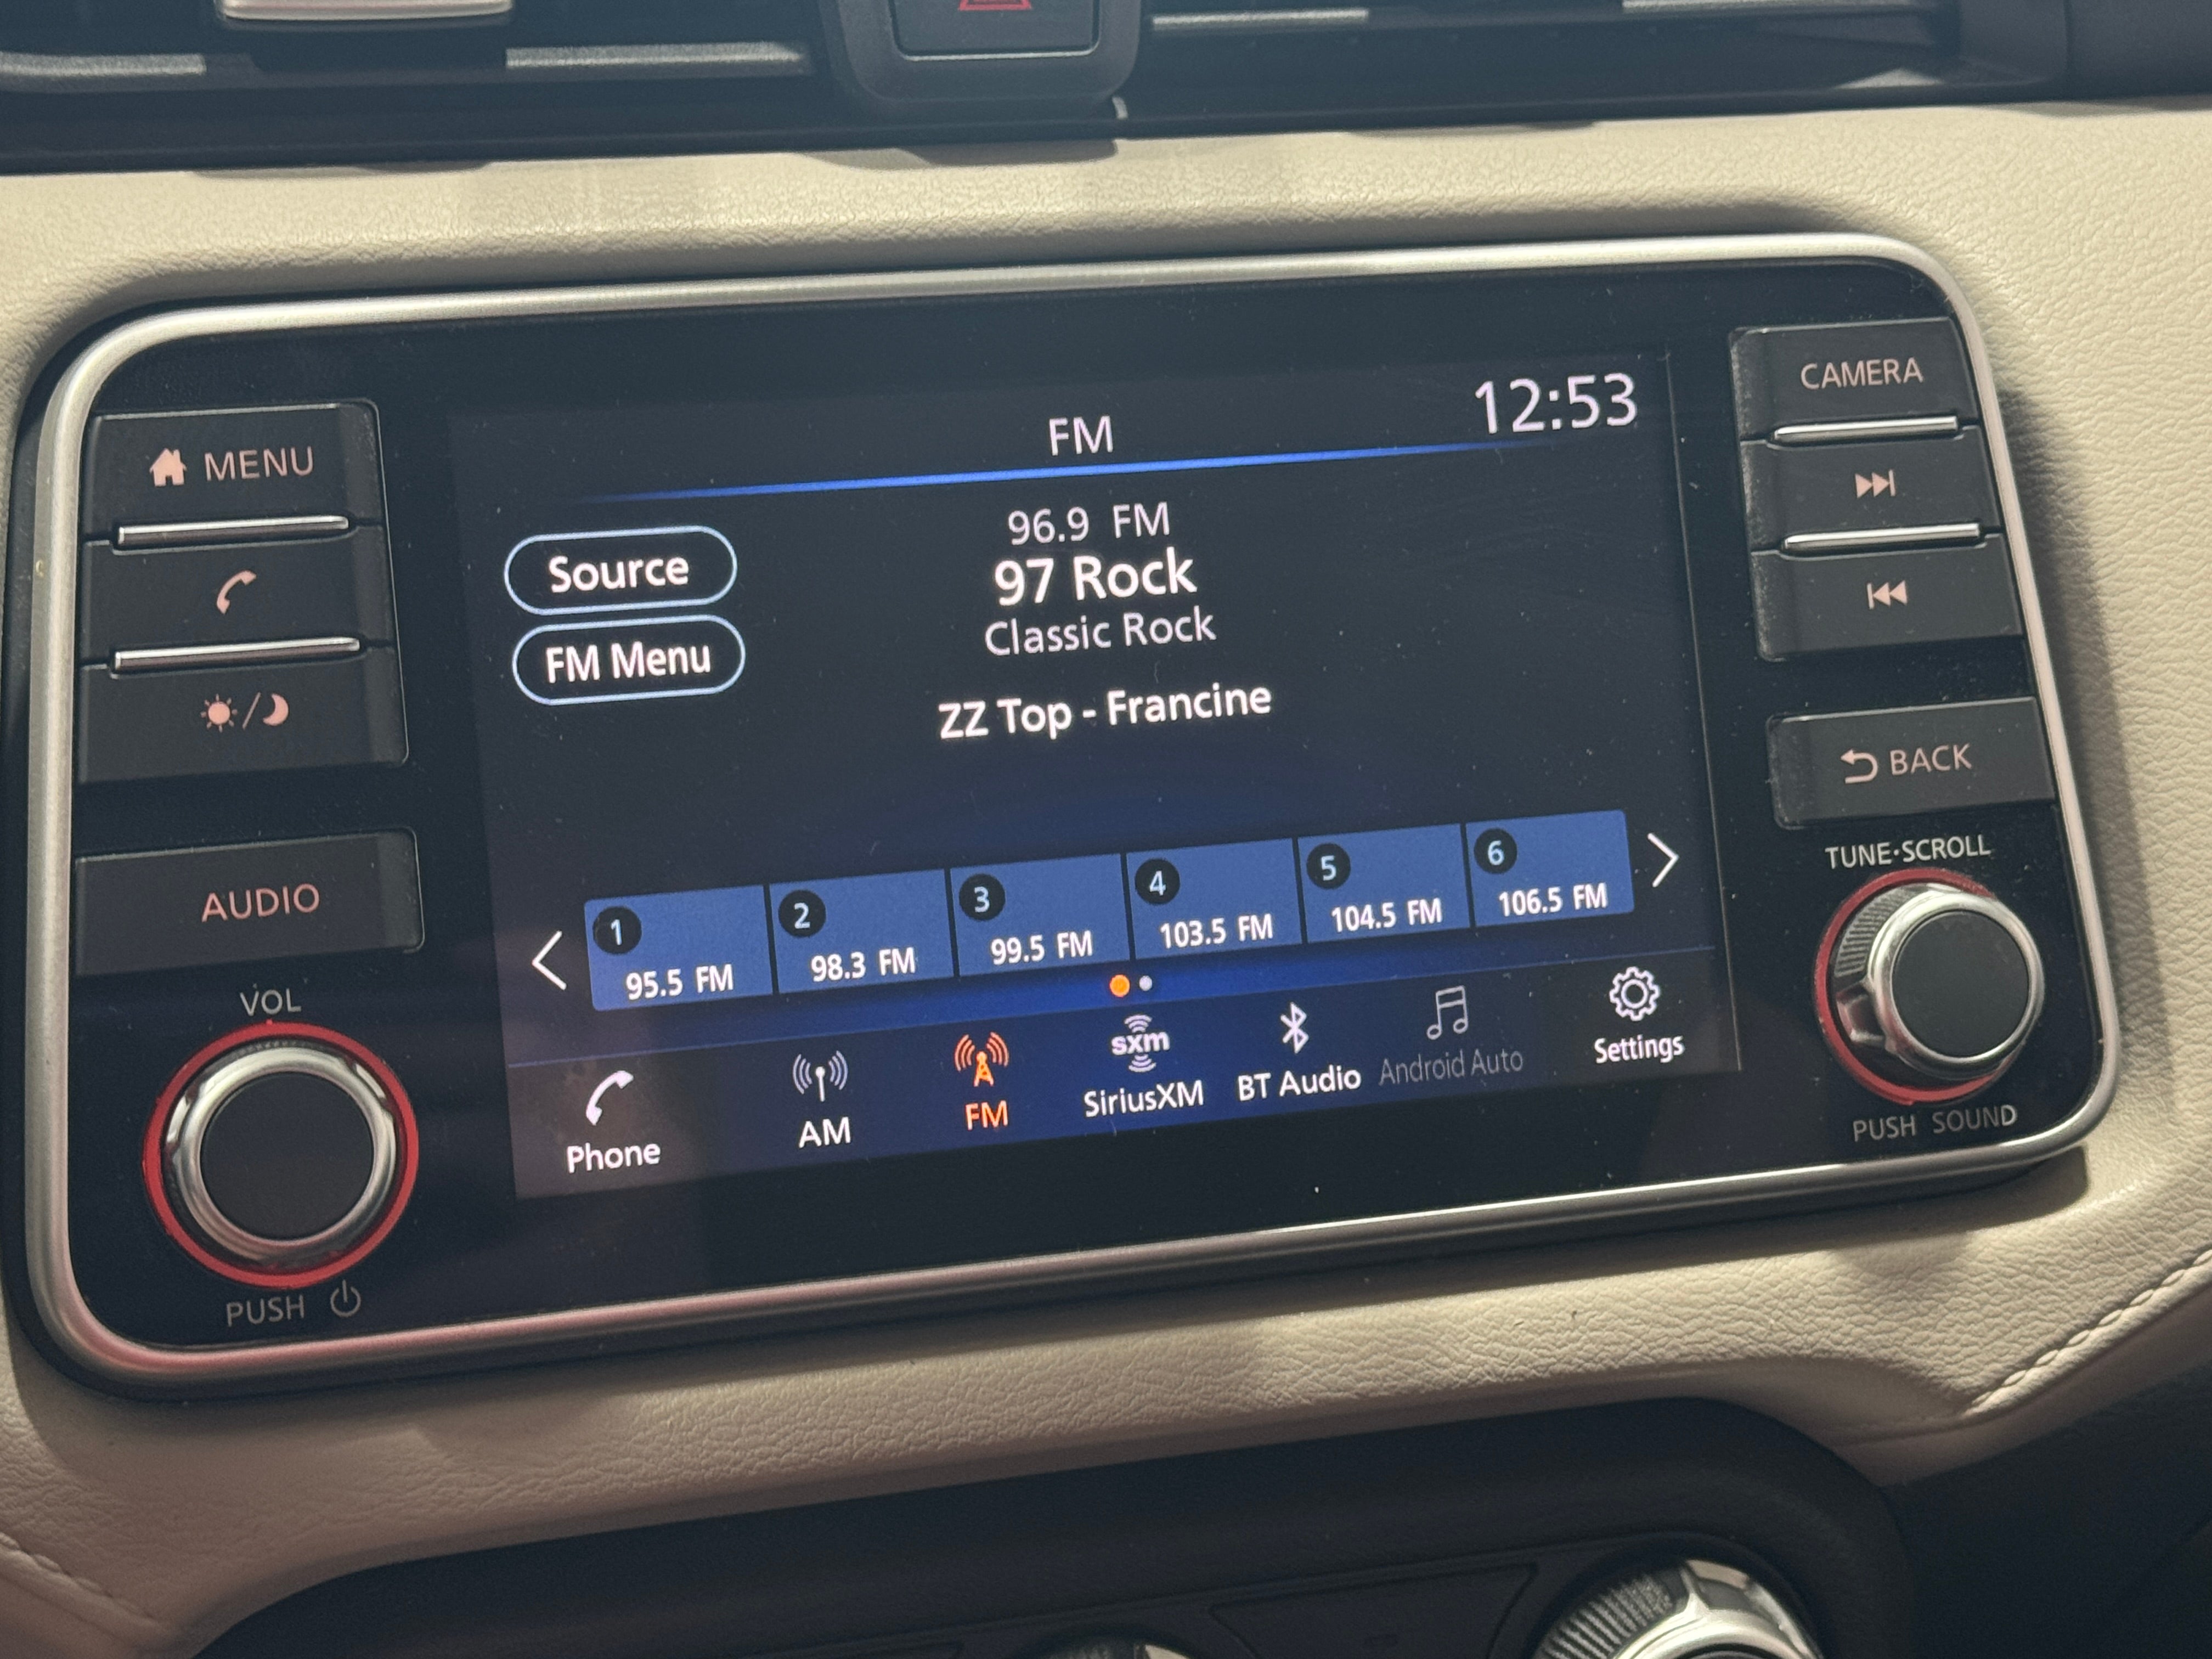 MENU
AUDIO
VOL
PUSH
FM
12:53
Source
FM Menu
96.9 FM
97 Rock
Classic Rock
ZZ Top - Francine
1
95.5 FM
2
98.3 FM
3
99.5 FM
4
103.5 FM
5
104.5 FM
6
106.5 FM
Phone
AM
FM
sxm
SiriusXM
BT Audio
Android Auto
Settings
CAMERA
BACK
TUNE·SCROLL
PUSH SOUND